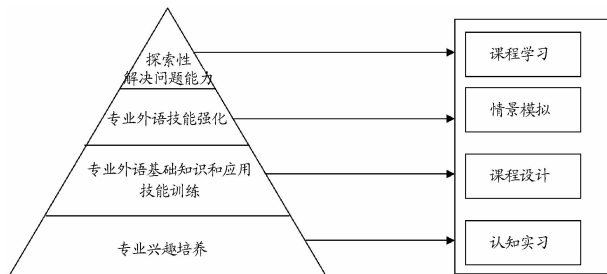 探索性
解决问题能力
专业外语技能强化
专业外语基础知识和应用
技能训练
专业兴趣培养
课程学习
情景模拟
课程设计
认知实习